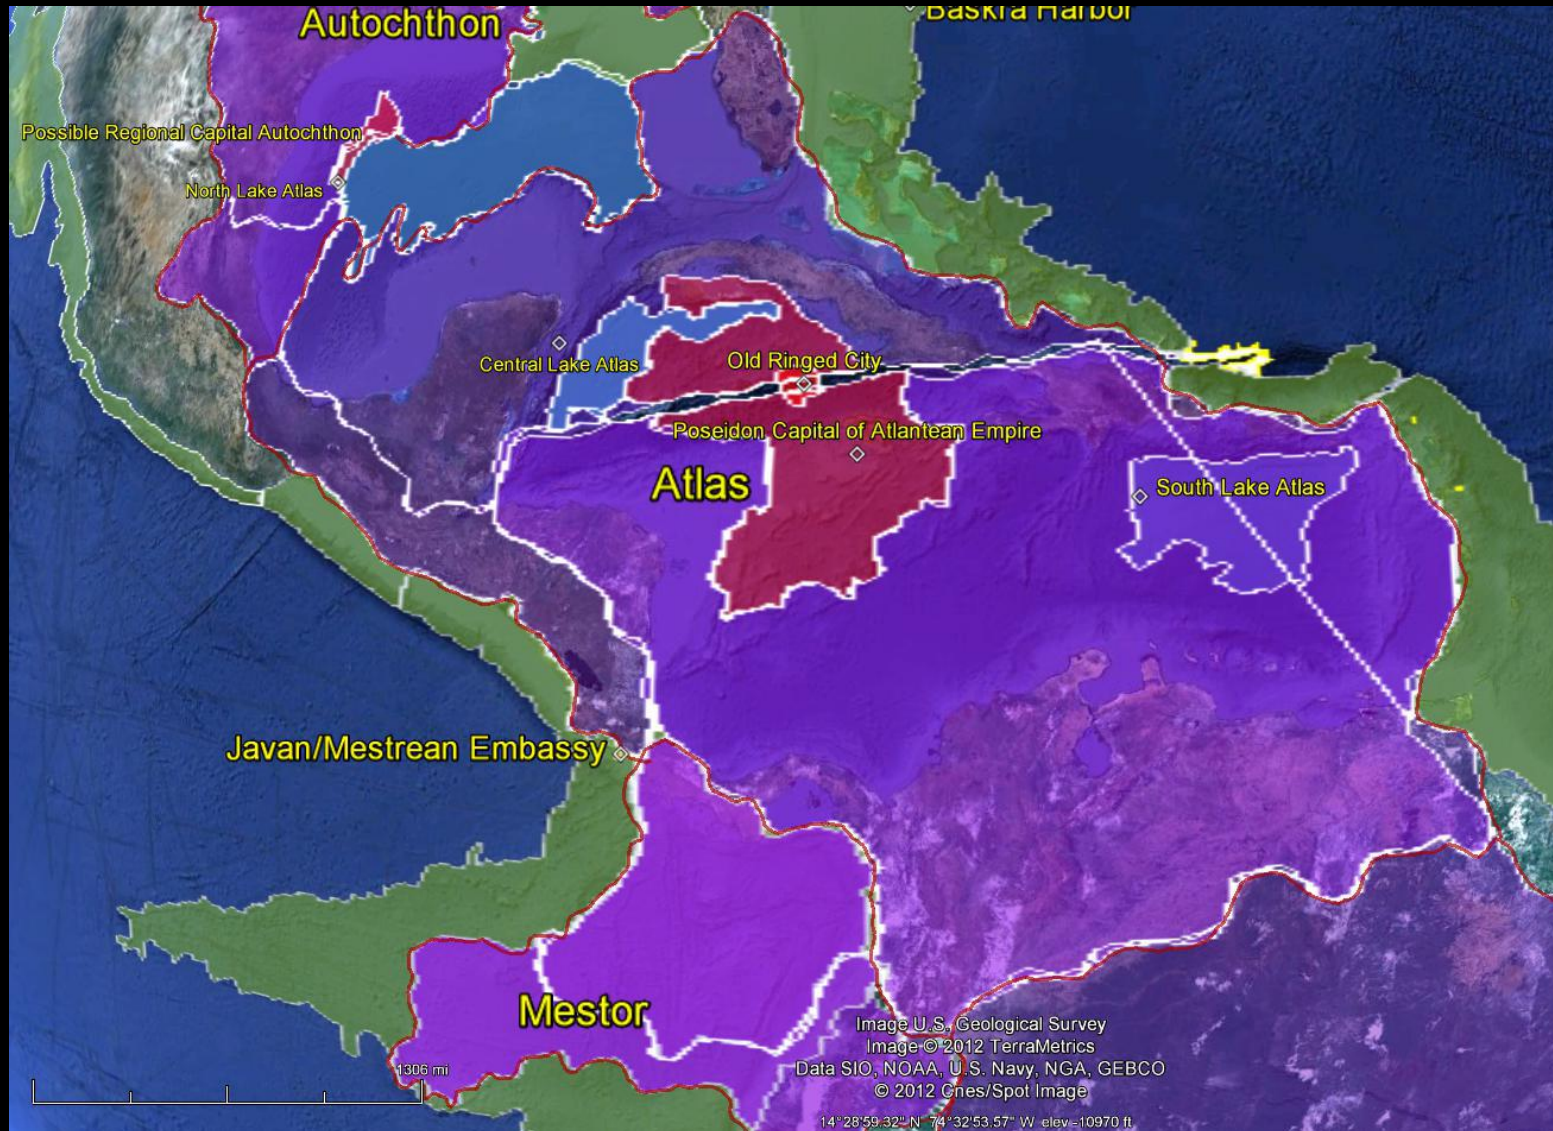 Baskra Harbor
Autochthon
Possible Regional Capital Autochthon
North Lake Atlas
Central Lake Atlas
Old Ringed City
Poseidon Capital of Atlantean Empire
Atlas
South Lake Atlas
Javan/Mestrean Embassy
Mestor
Image U.S. Geological Survey
Image © 2012 TerraMetrics
Data SIO, NOAA, U.S. Navy, NGA, GEBCO
© 2012 Cnes/Spot Image
1306 mi
14°28'59.32" N 74°32'53.57" W elev -10970 ft